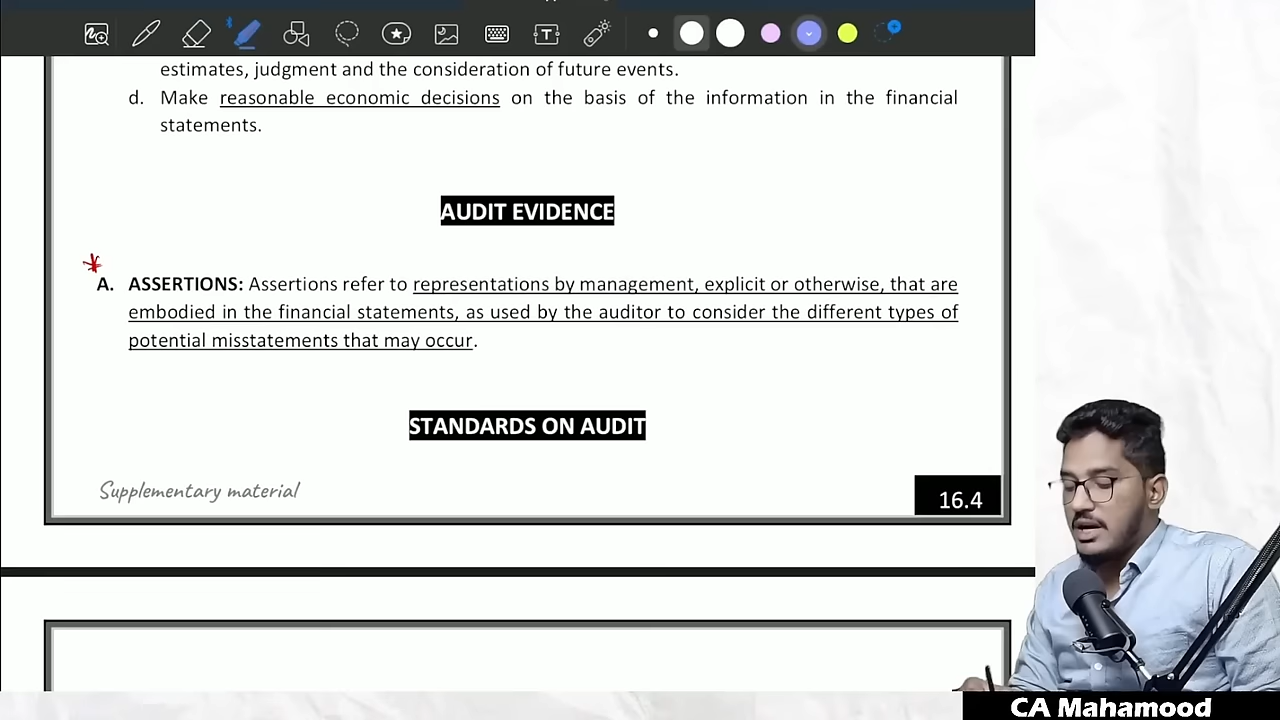 estimates, judgment and the consideration of future events.
d. Make reasonable economic decisions on the basis of the information in the financial
statements.
AUDIT EVIDENCE
A. ASSERTIONS: Assertions refer to representations by management, explicit or otherwise, that are
embodied in the financial statements, as used by the auditor to consider the different types of
potential misstatements that may occur.
STANDARDS ON AUDIT
Supplementary material
16.4
CA Mahamood